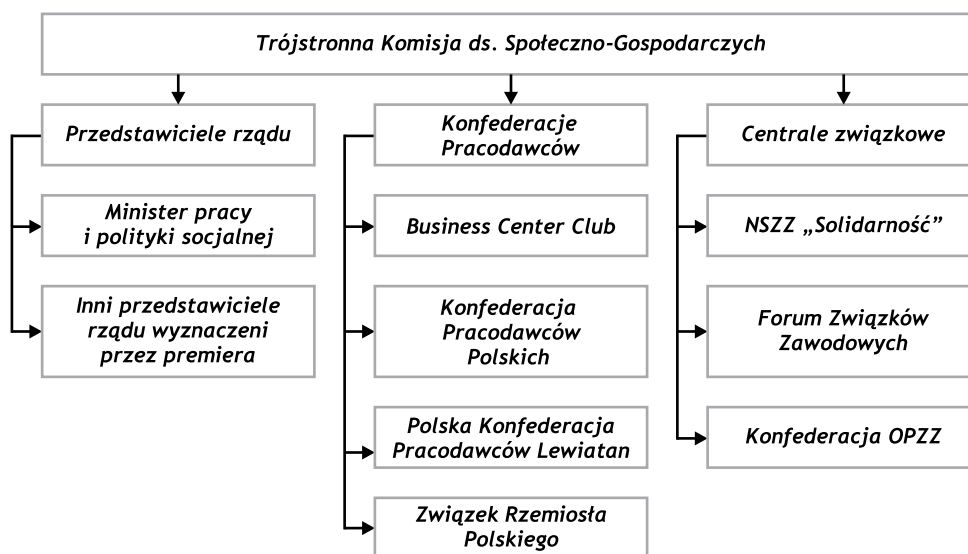 Trójstronna Komisja ds. Społeczno-Gospodarczych
Przedstawiciele rządu
Minister pracy
i polityki socjalnej
Inni przedstawiciele
rządu wyznaczeni
przez premiera
Konfederacje
Pracodawców
Business Center Club
Konfederacja
Pracodawców
Polskich
Polska Konfederacja
Pracodawców Lewiatan
Związek Rzemiosła
Polskiego
Centrale związkowe
NSZZ „Solidarność”
Forum Związków
Zawodowych
Konfederacja OPZZ